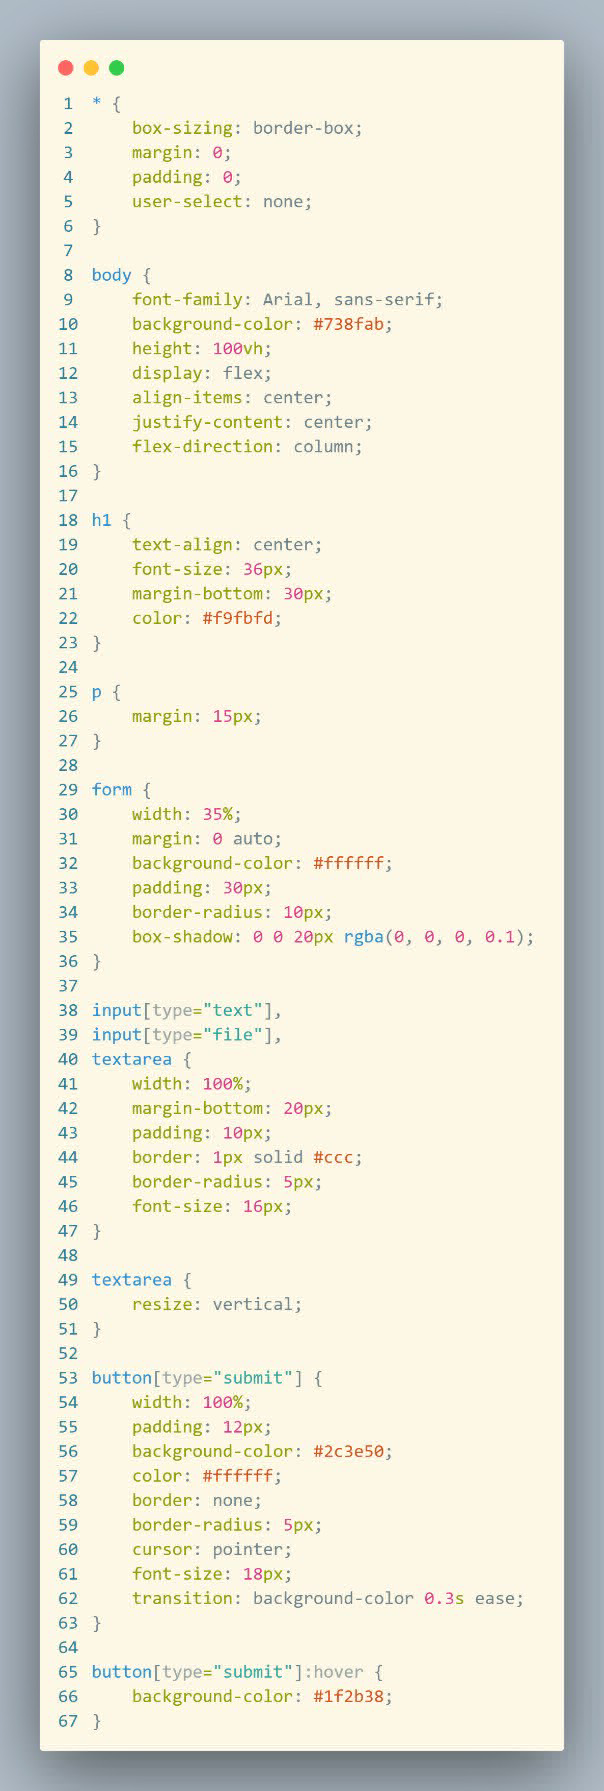 1 * {
2     box-sizing: border-box;
3     margin: 0;
4     padding: 0;
5     user-select: none;
6 }
7
8 body {
9     font-family: Arial, sans-serif;
10     background-color: #738fab;
11     height: 100vh;
12     display: flex;
13     align-items: center;
14     justify-content: center;
15     flex-direction: column;
16 }
17
18 h1 {
19     text-align: center;
20     font-size: 36px;
21     margin-bottom: 30px;
22     color: #f9fbfd;
23 }
24
25 p {
26     margin: 15px;
27 }
28
29 form {
30     width: 35%;
31     margin: 0 auto;
32     background-color: #ffffff;
33     padding: 30px;
34     border-radius: 10px;
35     box-shadow: 0 0 20px rgba(0, 0, 0, 0.1);
36 }
37
38 input[type="text"],
39 input[type="file"],
40 textarea {
41     width: 100%;
42     margin-bottom: 20px;
43     padding: 10px;
44     border: 1px solid #ccc;
45     border-radius: 5px;
46     font-size: 16px;
47 }
48
49 textarea {
50     resize: vertical;
51 }
52
53 button[type="submit"] {
54     width: 100%;
55     padding: 12px;
56     background-color: #2c3e50;
57     color: #ffffff;
58     border: none;
59     border-radius: 5px;
60     cursor: pointer;
61     font-size: 18px;
62     transition: background-color 0.3s ease;
63 }
64
65 button[type="submit"]:hover {
66     background-color: #1f2b38;
67 }